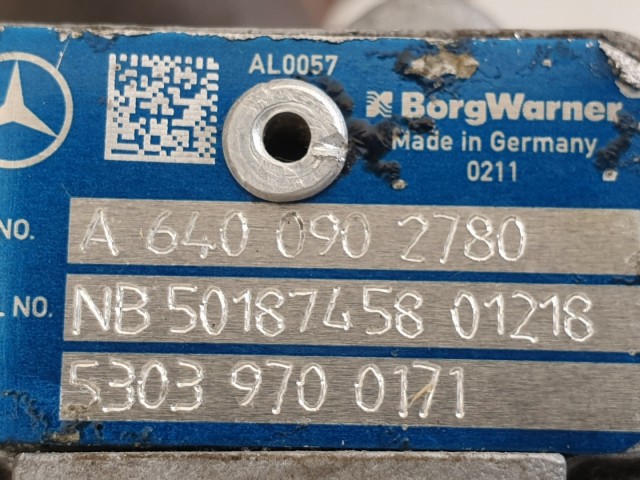 AL0057
BorgWarner
Made in Germany
0211
NO. A 640 090 2780
L NO. NB 50187458 01218
5303 970 0171